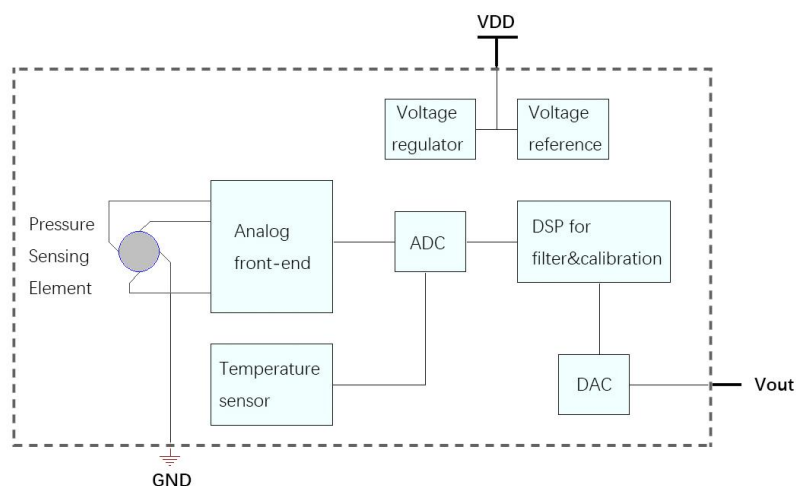 VDD
Voltage
regulator
Voltage
reference
Pressure
Sensing
Element
Analog
front-end
ADC
DSP for
filter&calibration
Temperature
sensor
DAC
Vout
GND